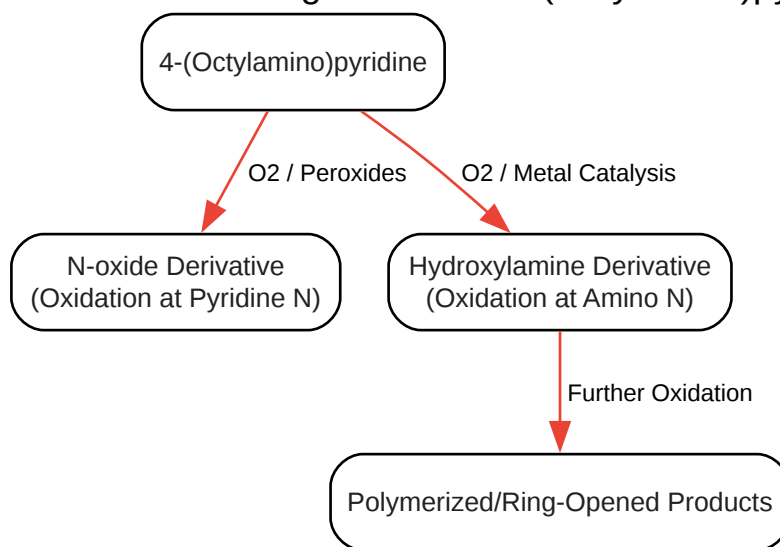 4-(Octylamino)pyridine
O2 / Peroxides
O2 / Metal Catalysis
N-oxide Derivative
(Oxidation at Pyridine N)
Hydroxylamine Derivative
(Oxidation at Amino N)
Further Oxidation
Polymerized/Ring-Opened Products